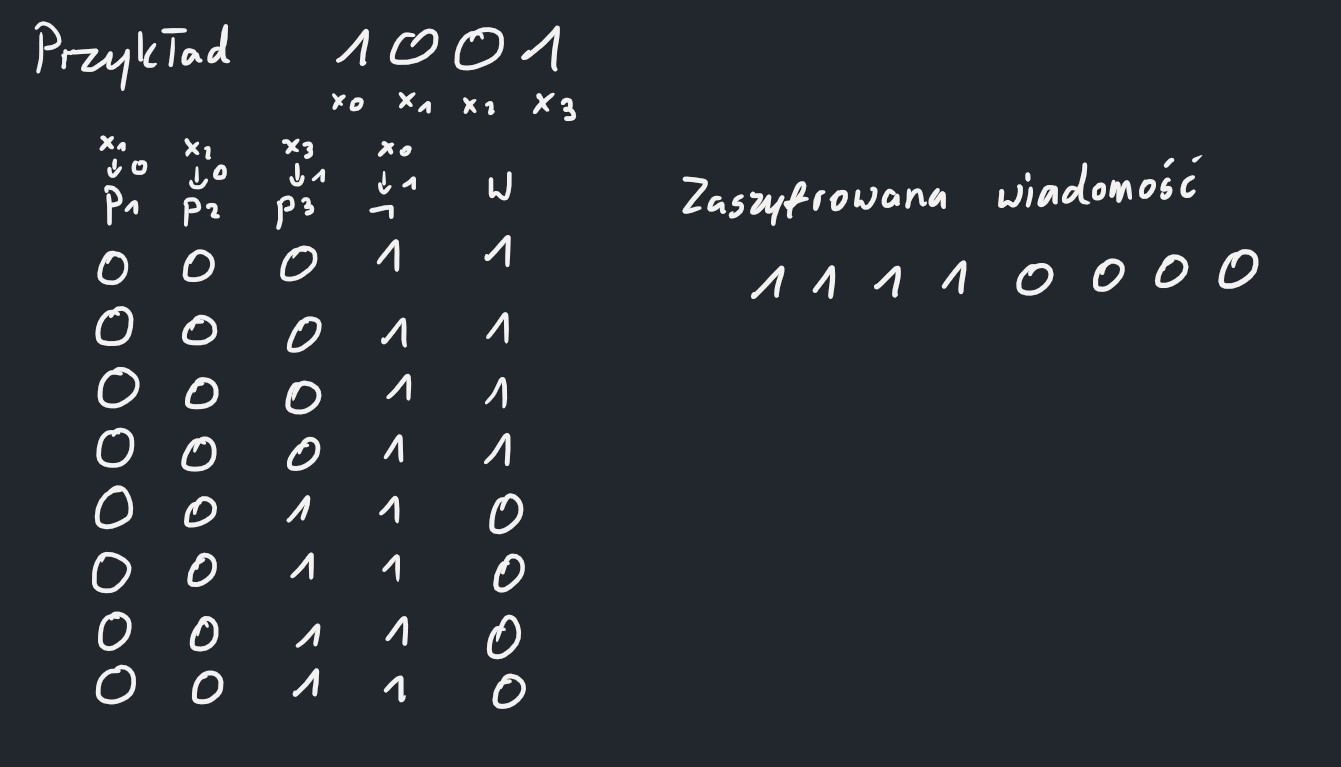 Przykład 1 0 0 1
x0 x1 x2 x3
x1 x2 x3 x0
↓0 ↓0 ↓1 ↓1 w
p1 p2 p3 ¬
Zaszyfrowana wiadomość
0 0 0 1 1
1 1 1 1 0 0 0 0
0 0 0 1 1
0 0 0 1 1
0 0 0 1 1
0 0 1 1 0
0 0 1 1 0
0 0 1 1 0
0 0 1 1 0